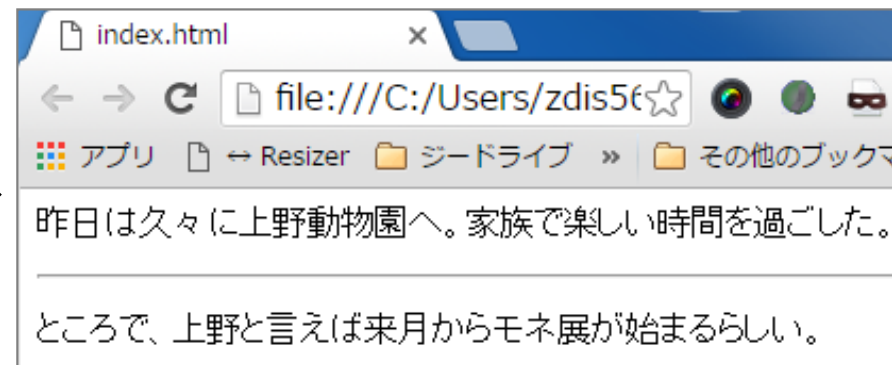 index.html
file:///C:/Users/zdis56
アプリ ↔ Resizer ジードライブ » その他のブックマ
昨日は久々に上野動物園へ。家族で楽しい時間を過ごした。
ところで、上野と言えば来月からモネ展が始まるらしい。